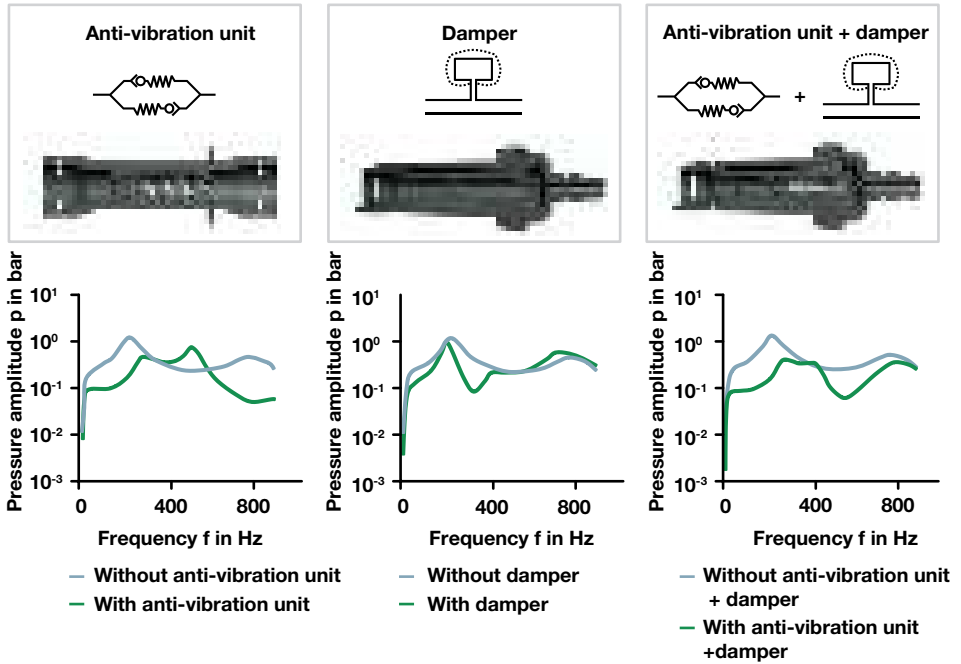 Anti-vibration unit
Damper
Anti-vibration unit + damper
+
Pressure amplitude p in bar
10¹
10⁰
10⁻¹
10⁻²
10⁻³
0
400
800
Frequency f in Hz
Without anti-vibration unit
With anti-vibration unit
Pressure amplitude p in bar
10¹
10⁰
10⁻¹
10⁻²
10⁻³
0
400
800
Frequency f in Hz
Without damper
With damper
Pressure amplitude p in bar
10¹
10⁰
10⁻¹
10⁻²
10⁻³
0
400
800
Frequency f in Hz
Without anti-vibration unit
+ damper
With anti-vibration unit
+damper